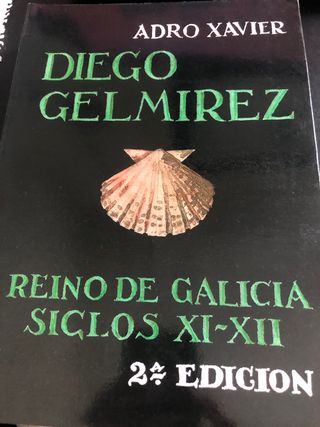 ADRO XAVIER
DIEGO
GELMIREZ
REINO DE GALICIA
SIGLOS XI-XII
2ª EDICION